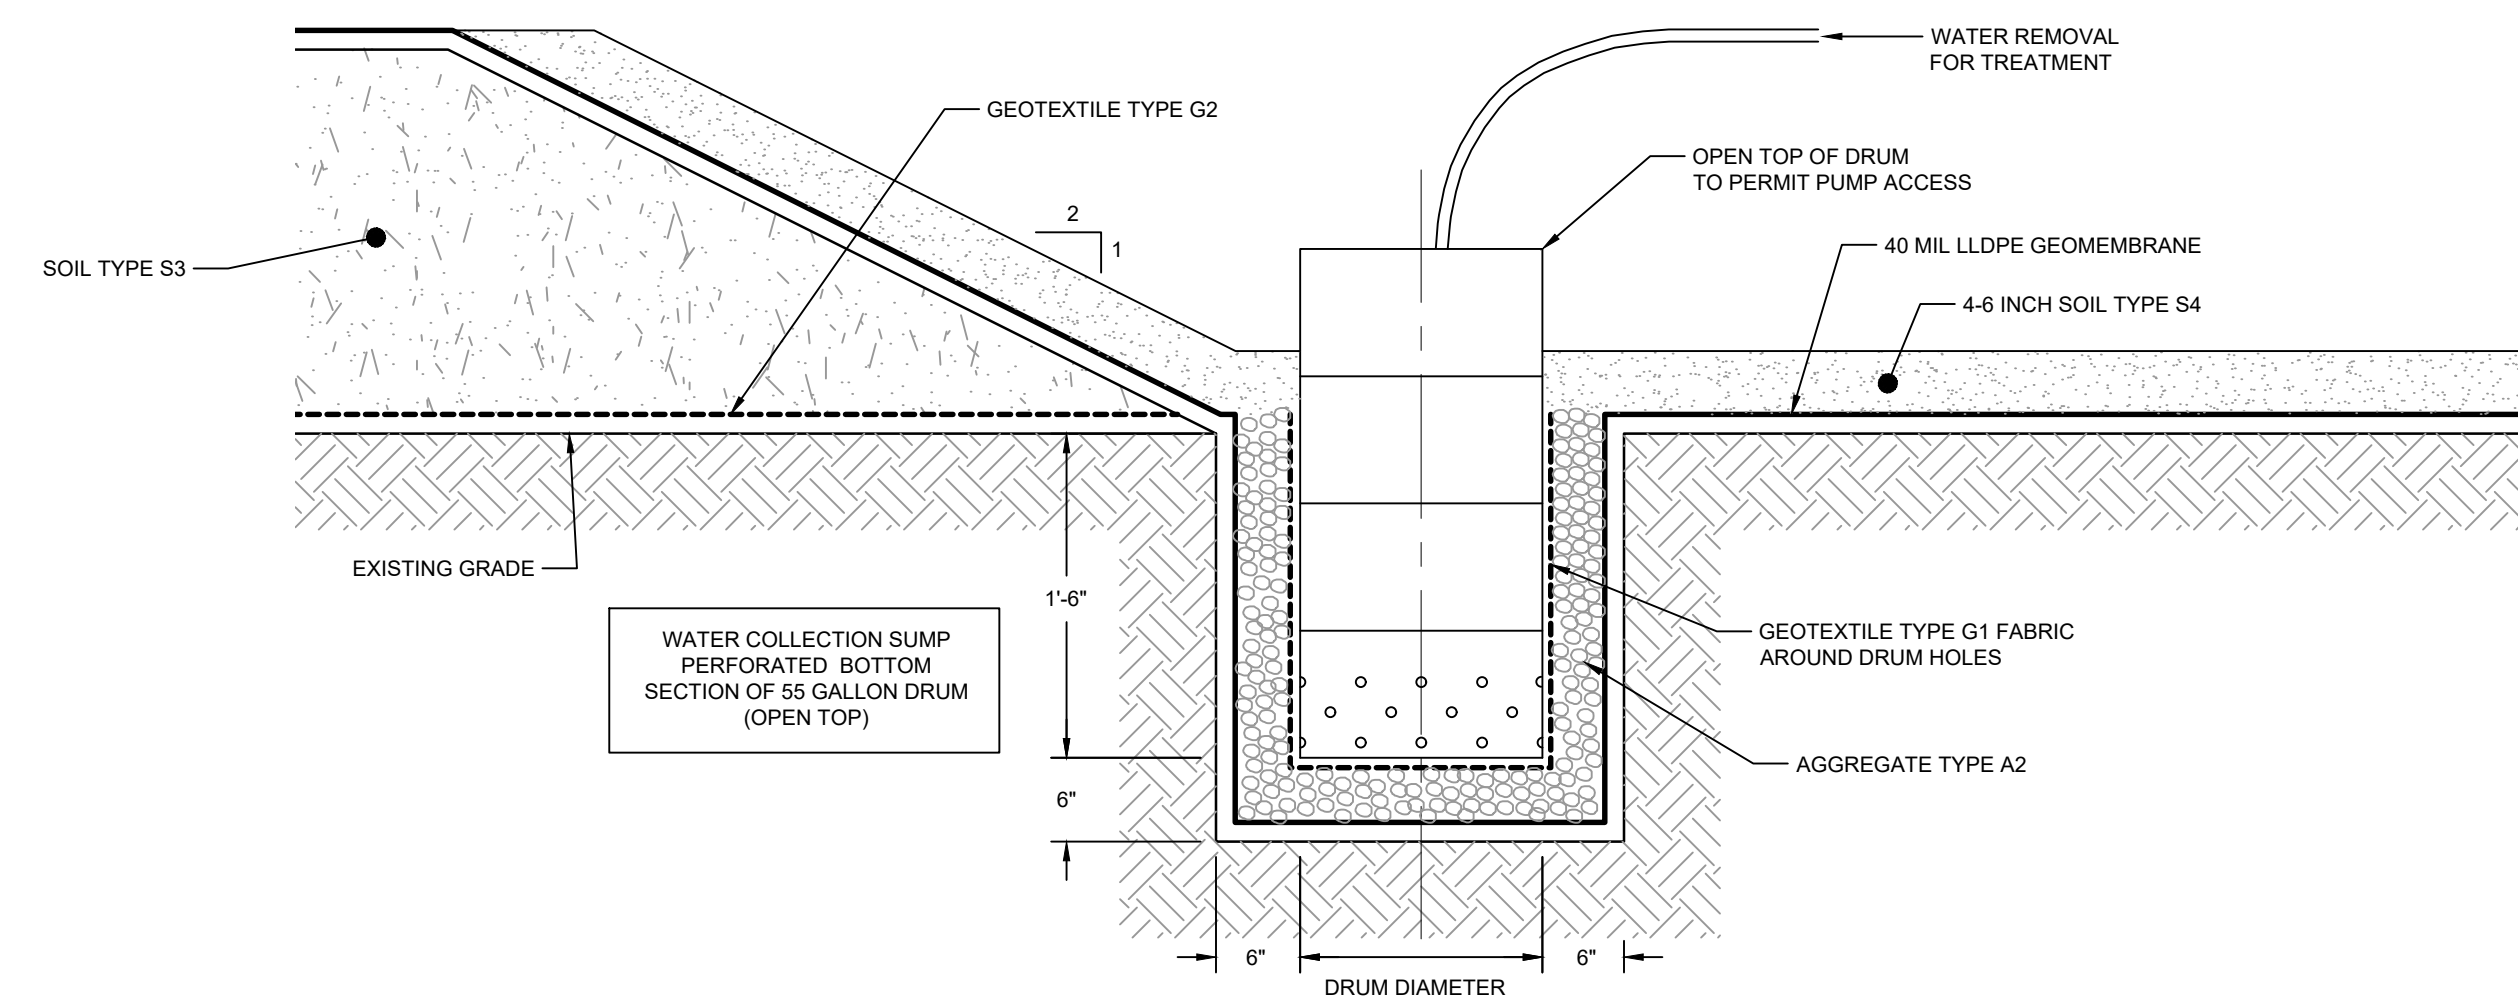 WATER REMOVAL
FOR TREATMENT
GEOTEXTILE TYPE G2
OPEN TOP OF DRUM
TO PERMIT PUMP ACCESS
2
1
40 MIL LLDPE GEOMEMBRANE
SOIL TYPE S3
4-6 INCH SOIL TYPE S4
EXISTING GRADE
1'-6"
WATER COLLECTION SUMP
PERFORATED BOTTOM
SECTION OF 55 GALLON DRUM
(OPEN TOP)
GEOTEXTILE TYPE G1 FABRIC
AROUND DRUM HOLES
AGGREGATE TYPE A2
6"
6"
6"
DRUM DIAMETER